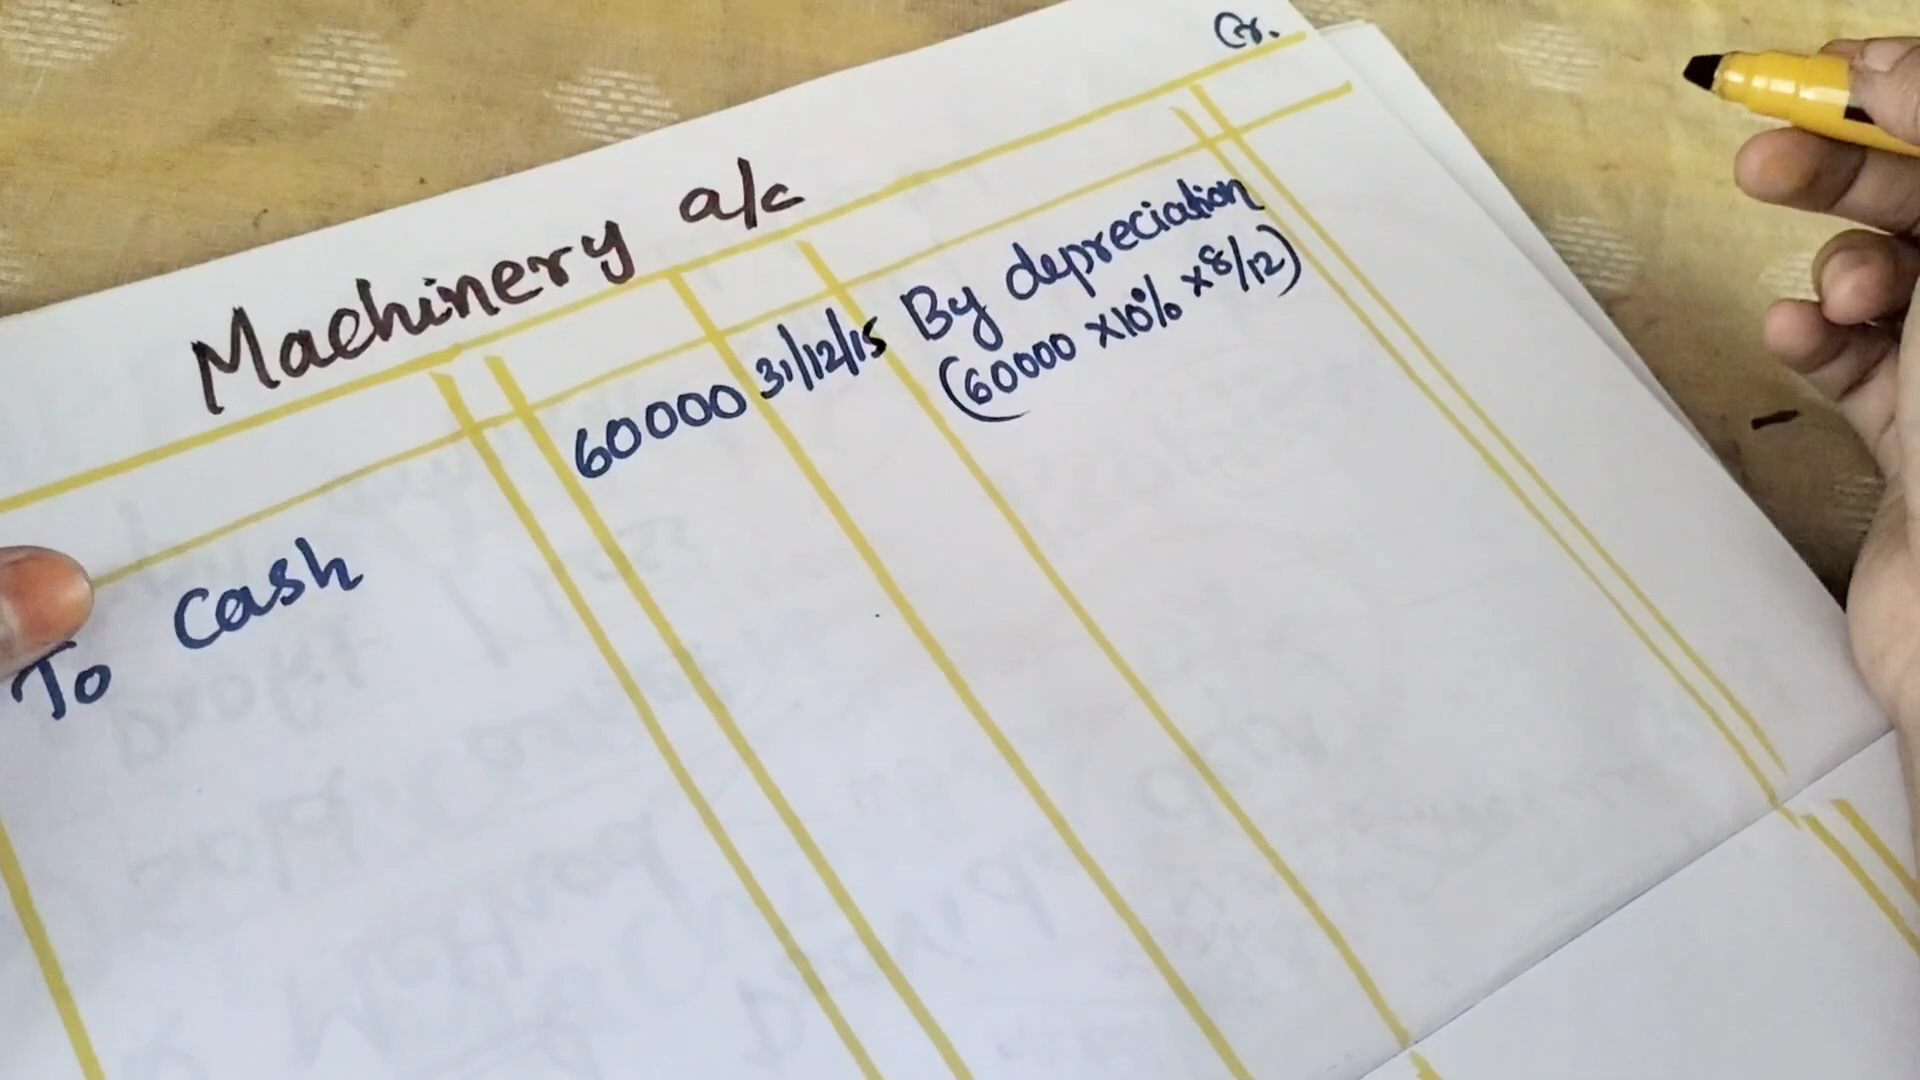 Cr.
Machinery a/c
To cash 60000 31/12/15 By depreciation
(60000 x10% x8/12)